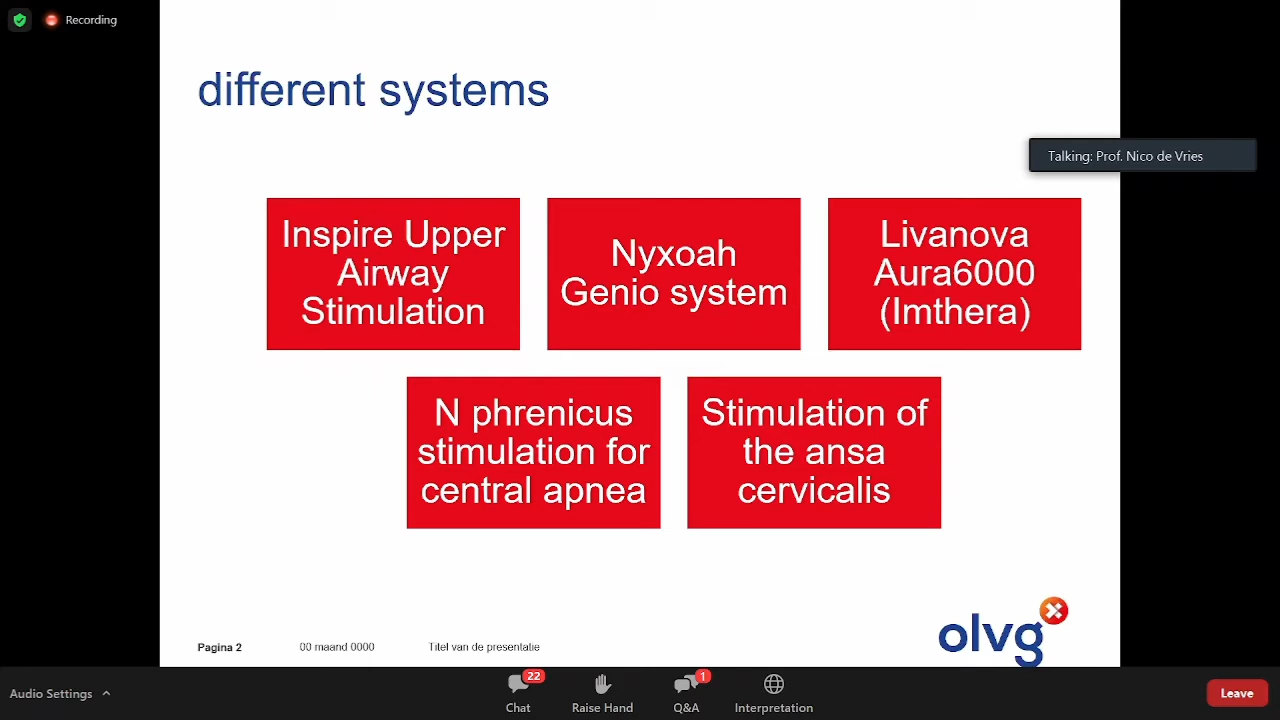 Recording
different systems
Talking: Prof. Nico de Vries
Inspire Upper
Airway
Stimulation
Nyxoah
Genio system
Livanova
Aura6000
(Imthera)
N phrenicus
stimulation for
central apnea
Stimulation of
the ansa
cervicalis
Pagina 2
00 maand 0000
Titel van de presentatie
olvg
Audio Settings
22
Chat
Raise Hand
1
Q&A
Interpretation
Leave